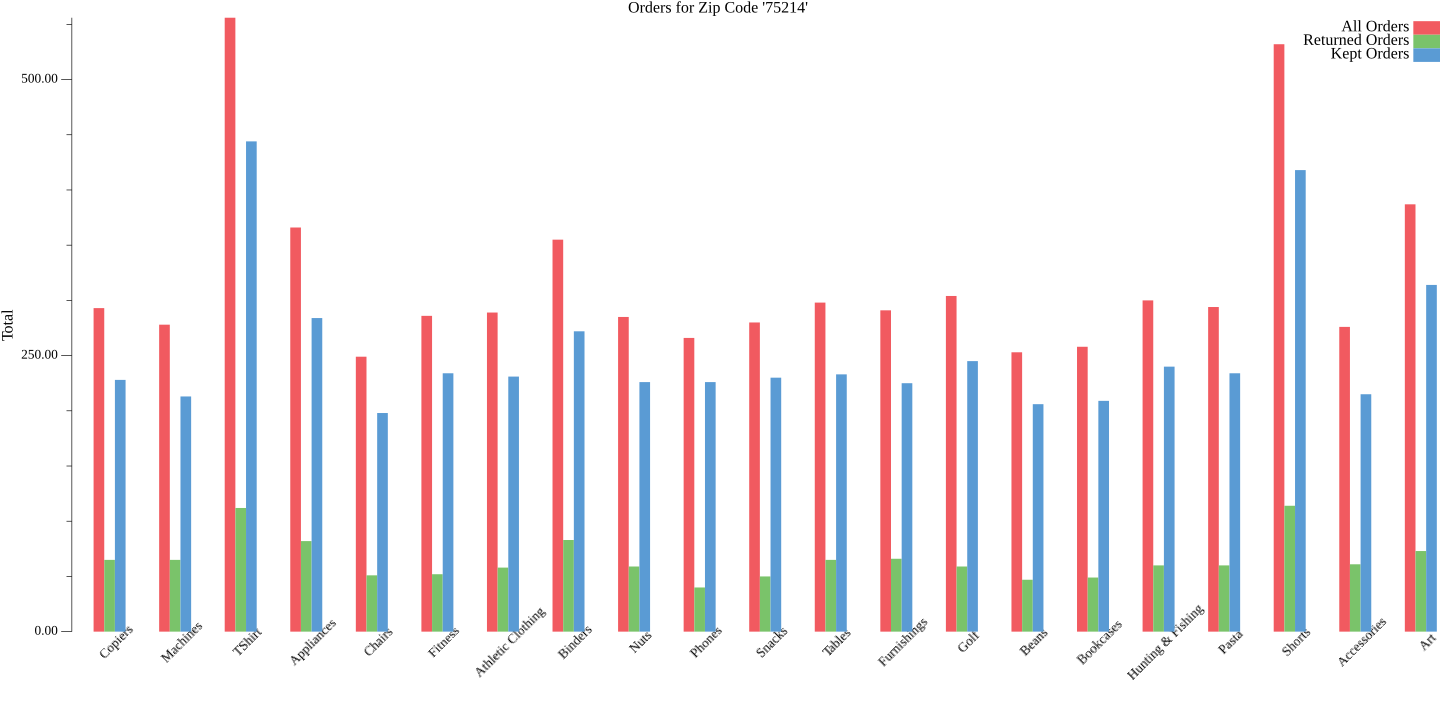 Orders for Zip Code '75214'
All Orders
Returned Orders
Kept Orders
Total
500.00
250.00
0.00
Copiers
Machines
TShirt
Appliances
Chairs
Fitness
Athletic Clothing
Binders
Nuts
Phones
Snacks
Tables
Furnishings
Golf
Beans
Bookcases
Hunting & Fishing
Pasta
Shorts
Accessories
Art